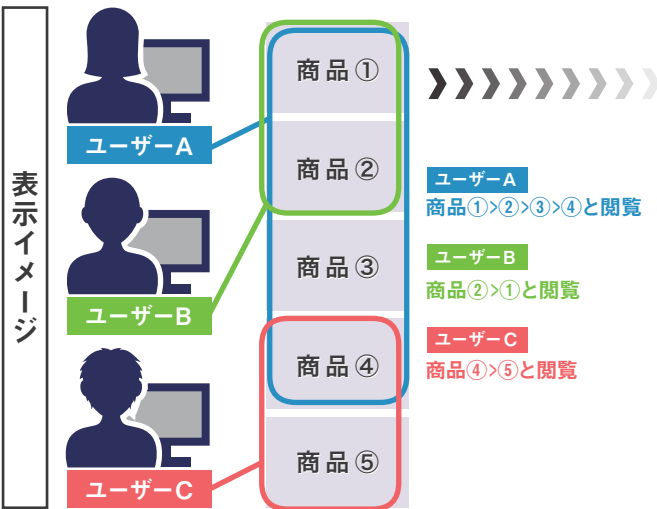 表示イメージ
ユーザーA
ユーザーB
ユーザーC
商品①
商品②
商品③
商品④
商品⑤
ユーザーA
商品①>②>③>④と閲覧
ユーザーB
商品②>①と閲覧
ユーザーC
商品④>⑤と閲覧